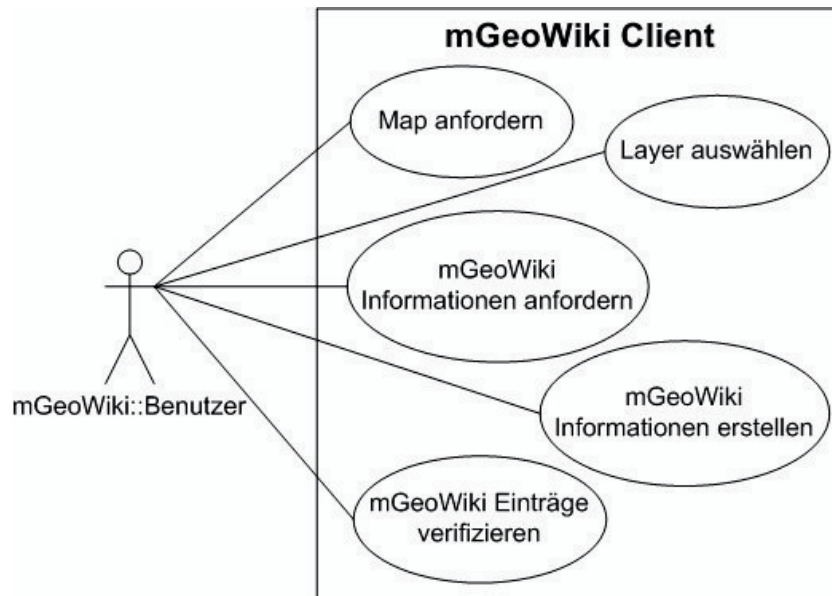 mGeoWiki Client
Map anfordern
Layer auswählen
mGeoWiki
Informationen anfordern
mGeoWiki::Benutzer
mGeoWiki
Informationen erstellen
mGeoWiki Einträge
verifizieren